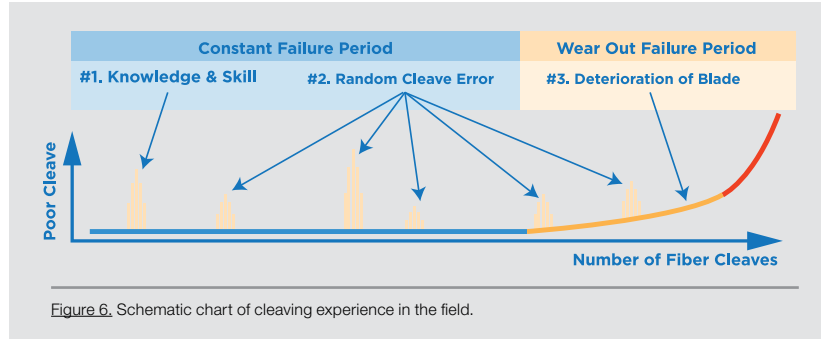 Constant Failure Period
Wear Out Failure Period
#1. Knowledge & Skill
#2. Random Cleave Error
#3. Deterioration of Blade
Poor Cleave
Number of Fiber Cleaves
Figure 6. Schematic chart of cleaving experience in the field.